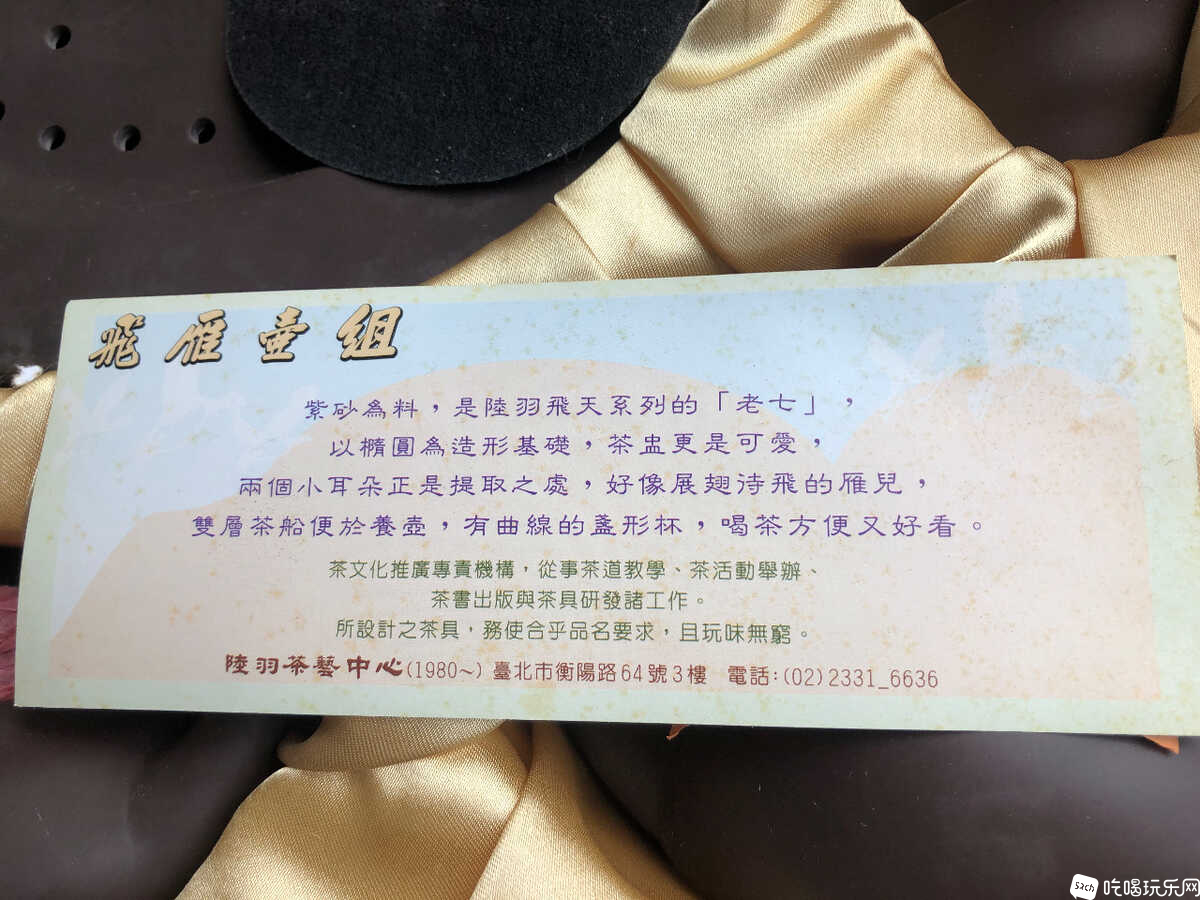 飛雁壺組
紫砂為料，是陸羽飛天系列的「老七」，
以橢圓為造形基礎，茶盅更是可愛，
兩個小耳朵正是提取之處，好像展翅待飛的雁兒，
雙層茶船便於養壺，有曲線的盞形杯，喝茶方便又好看。
茶文化推廣專責機構，從事茶道教學、茶活動舉辦、
茶書出版與茶具研發諸工作。
所設計之茶具，務使合乎品名要求，且玩味無窮。
陸羽茶藝中心(1980～) 臺北市衡陽路64號3樓 電話:(02)2331_6636
52ch 吃喝玩乐网